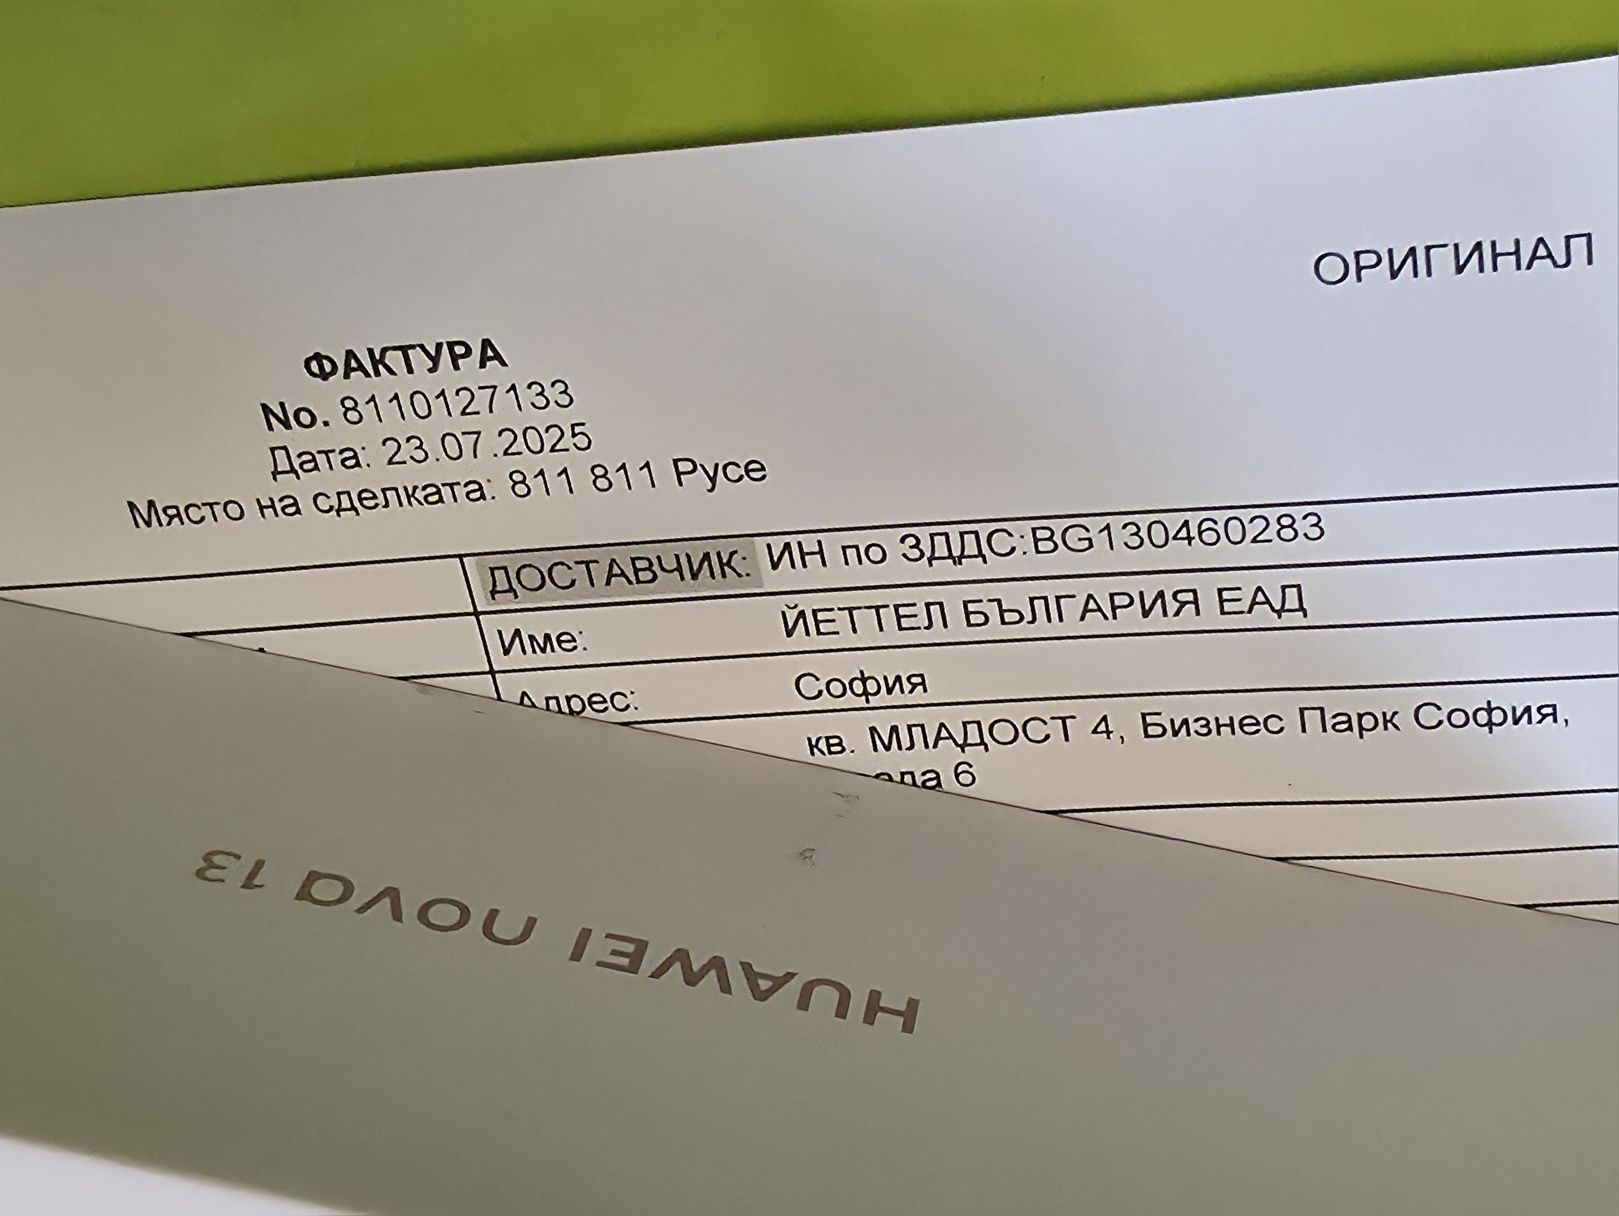 ОРИГИНАЛ
ФАКТУРА
No. 8110127133
Дата: 23.07.2025
Място на сделката: 811 811 Русе
ДОСТАВЧИК: ИН по ЗДДС:BG130460283
Име: ЙЕТТЕЛ БЪЛГАРИЯ ЕАД
Адрес: София
кв. МЛАДОСТ 4, Бизнес Парк София,
6
HUAWEI nova 13